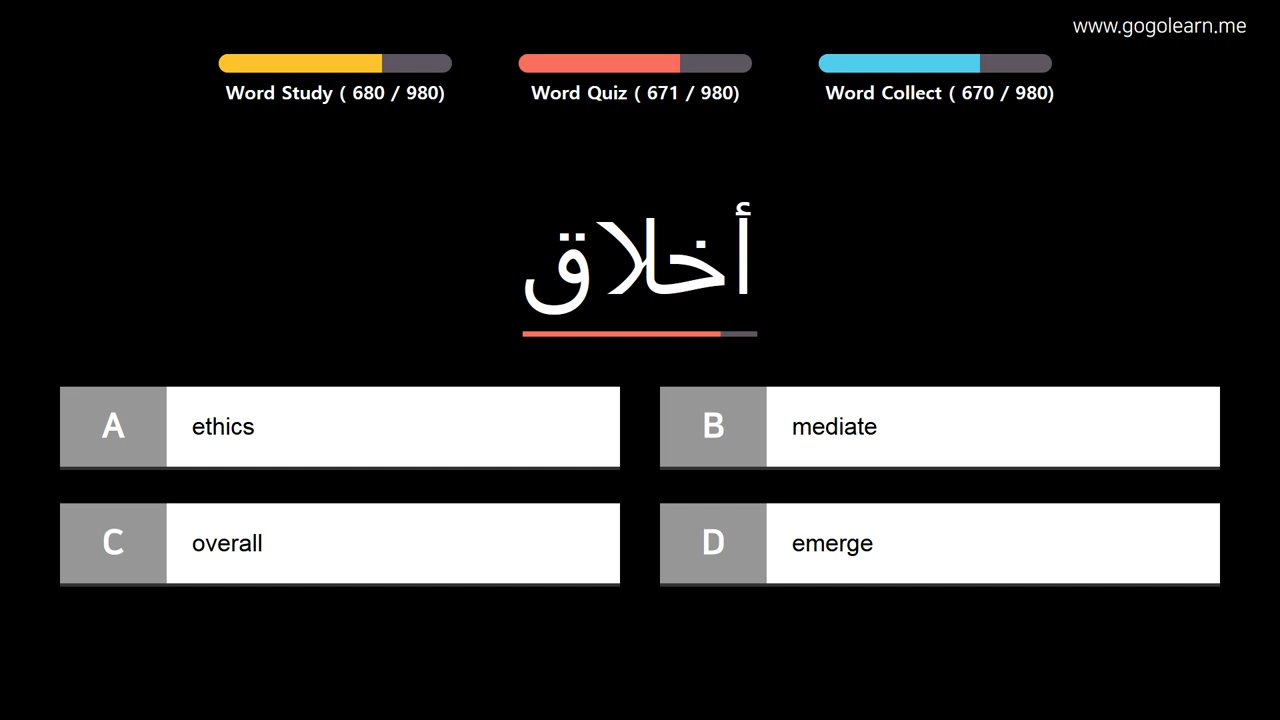 www.gogolearn.me
Word Study ( 680 / 980)
Word Quiz ( 671 / 980)
Word Collect ( 670 / 980)
أخلاق
A ethics
B mediate
C overall
D emerge